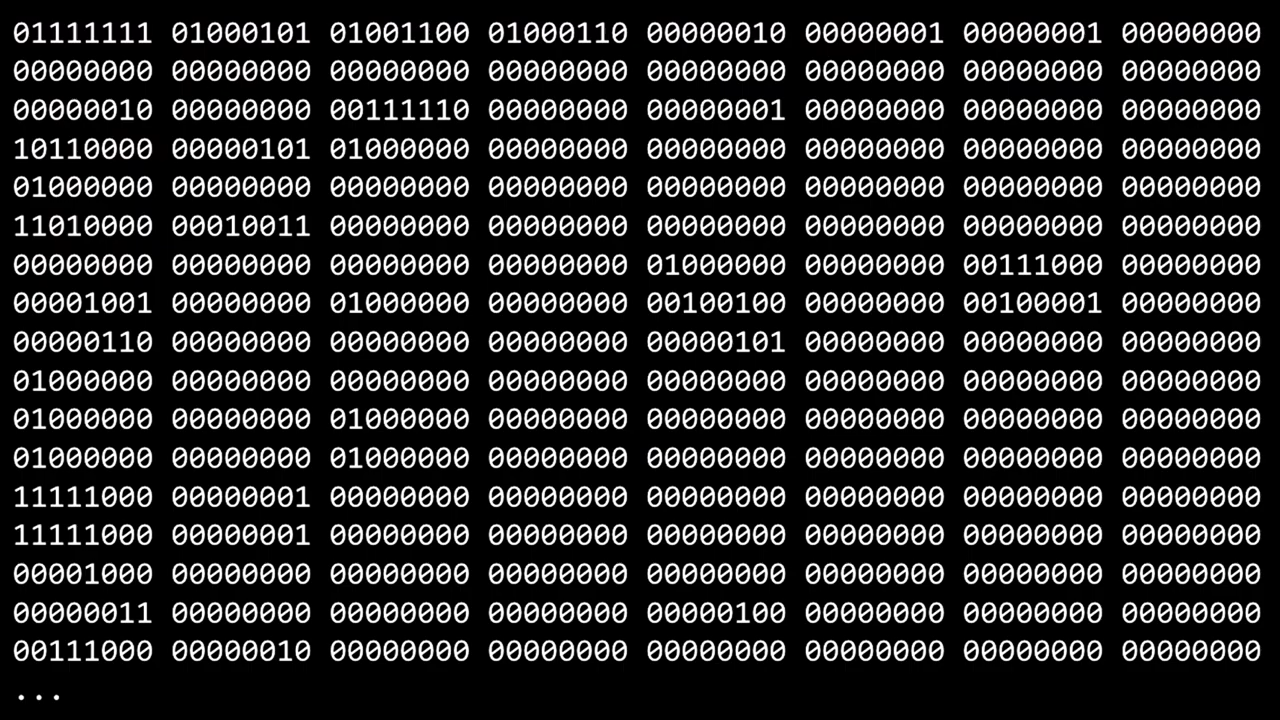 01111111 01000101 01001100 01000110 00000010 00000001 00000001 00000000
00000000 00000000 00000000 00000000 00000000 00000000 00000000 00000000
00000010 00000000 00111110 00000000 00000001 00000000 00000000 00000000
10110000 00000101 01000000 00000000 00000000 00000000 00000000 00000000
01000000 00000000 00000000 00000000 00000000 00000000 00000000 00000000
11010000 00010011 00000000 00000000 00000000 00000000 00000000 00000000
00000000 00000000 00000000 00000000 01000000 00000000 00111000 00000000
00001001 00000000 01000000 00000000 00100100 00000000 00100001 00000000
00000110 00000000 00000000 00000000 00000101 00000000 00000000 00000000
01000000 00000000 00000000 00000000 00000000 00000000 00000000 00000000
01000000 00000000 01000000 00000000 00000000 00000000 00000000 00000000
01000000 00000000 01000000 00000000 00000000 00000000 00000000 00000000
11111000 00000001 00000000 00000000 00000000 00000000 00000000 00000000
11111000 00000001 00000000 00000000 00000000 00000000 00000000 00000000
00001000 00000000 00000000 00000000 00000000 00000000 00000000 00000000
00000011 00000000 00000000 00000000 00000100 00000000 00000000 00000000
00111000 00000010 00000000 00000000 00000000 00000000 00000000 00000000
...